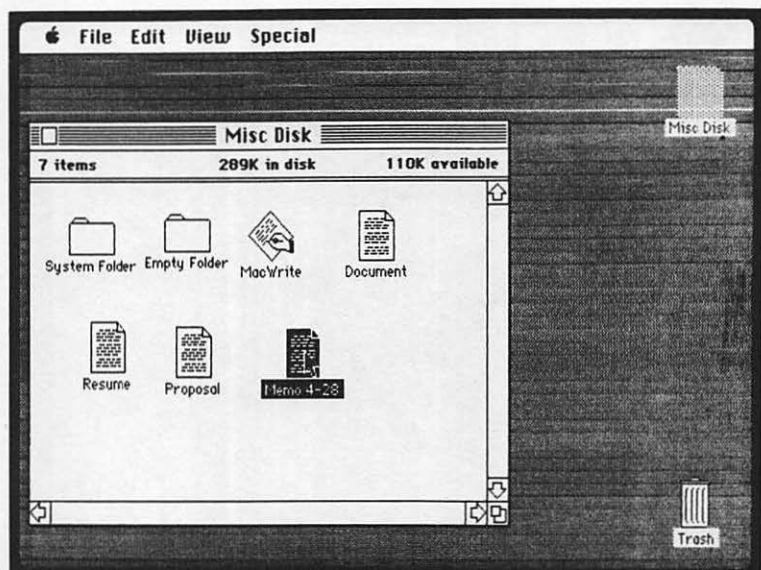 File Edit View Special
Misc Disk
Misc Disk
7 items 289K in disk 110K available
System Folder Empty Folder MacWrite Document
Resume Proposal Memo 4-28
Trash